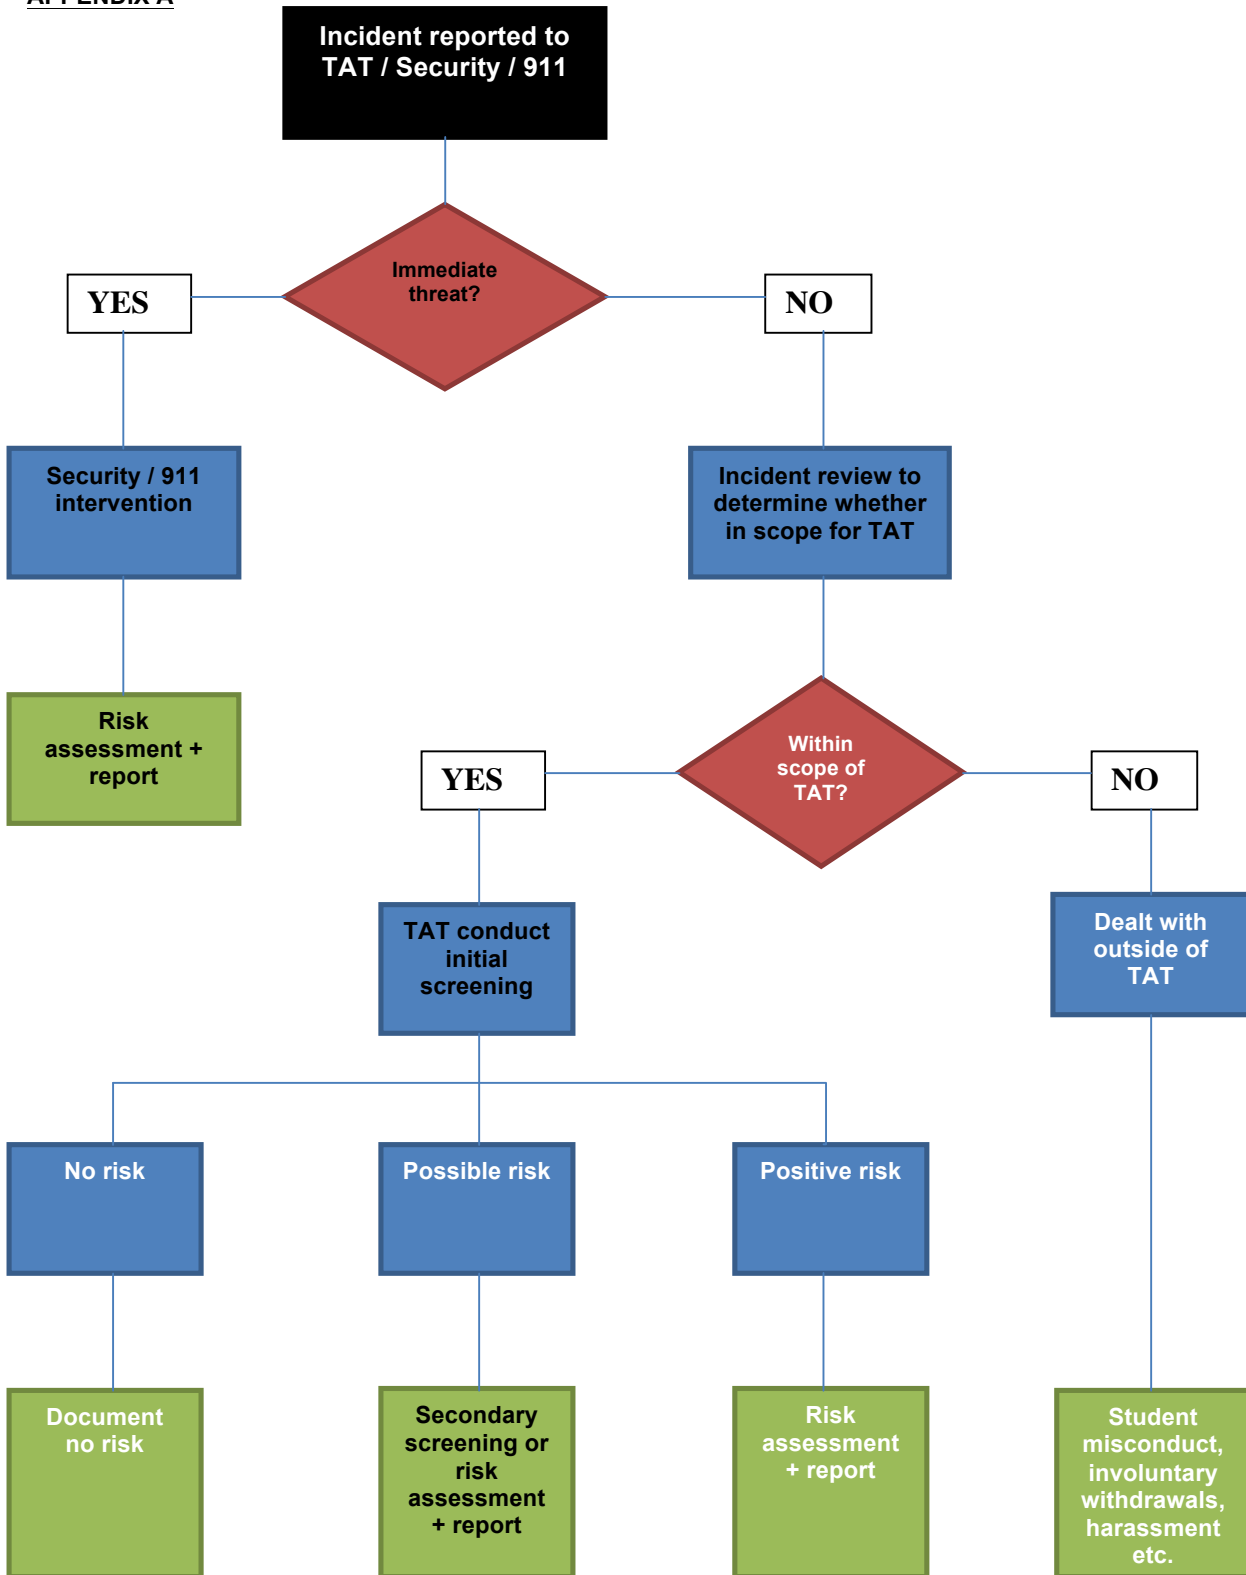 APPENDIX A
Incident reported to
TAT / Security / 911
Immediate
threat?
YES
NO
Security / 911
intervention
Incident review to
determine whether
in scope for TAT
Risk
assessment +
report
Within
scope of
TAT?
YES
NO
TAT conduct
initial
screening
Dealt with
outside of
TAT
No risk
Possible risk
Positive risk
Document
no risk
Secondary
screening or
risk
assessment
+ report
Risk
assessment
+ report
Student
misconduct,
involuntary
withdrawals,
harassment
etc.